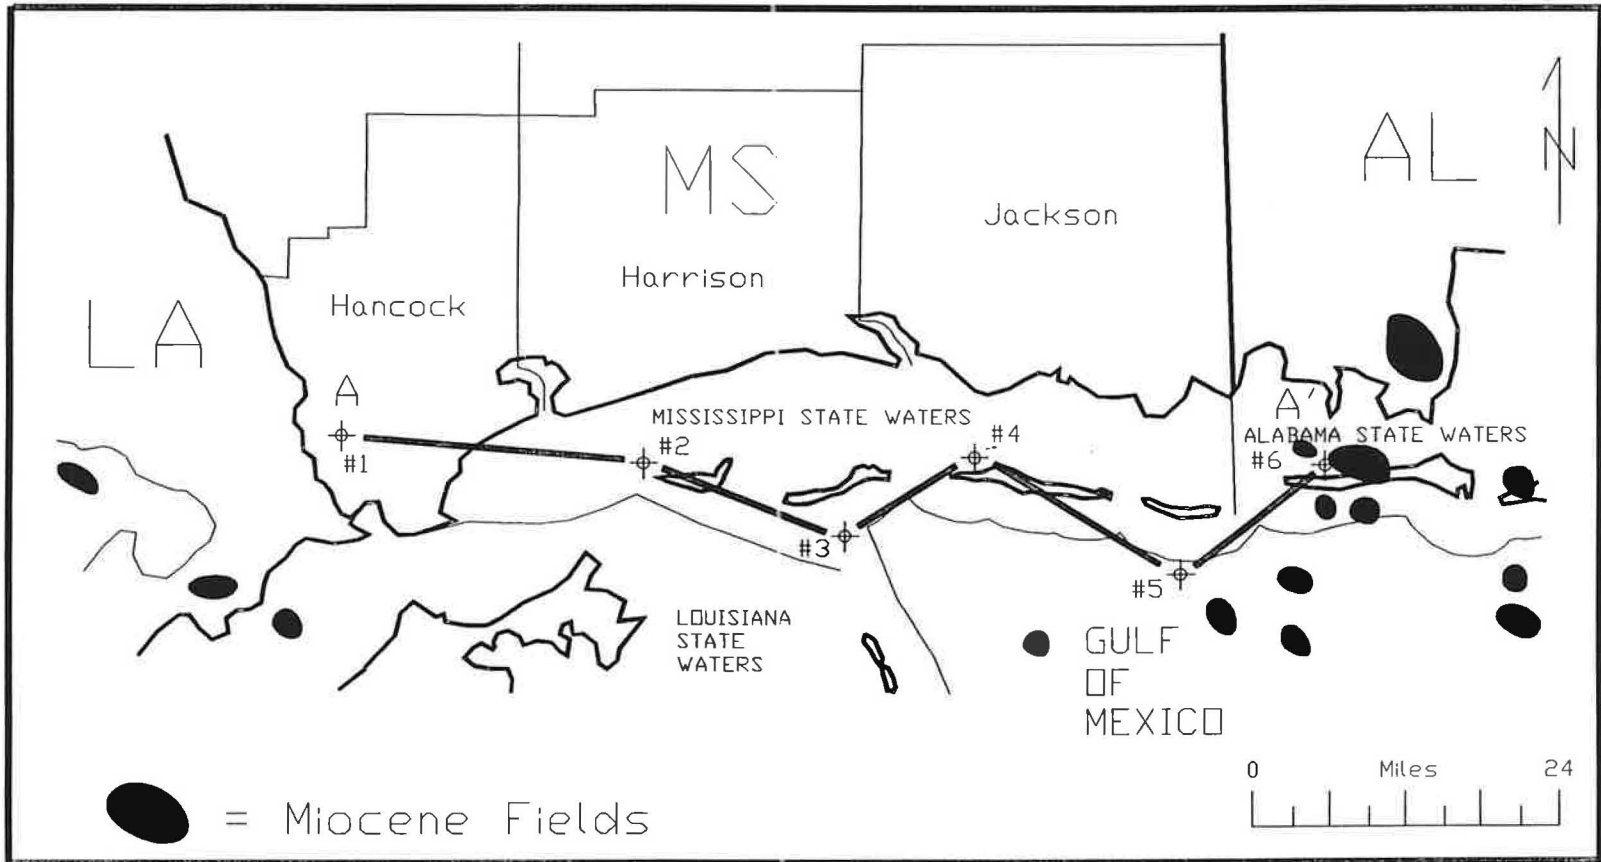 MS
AL
N
Jackson
Harrison
Hancock
LA
A
A′
MISSISSIPPI STATE WATERS
#4
ALABAMA STATE WATERS
#1
#2
#6
#3
#5
LOUISIANA
STATE
WATERS
GULF
OF
MEXICO
0 Miles 24
= Miocene Fields